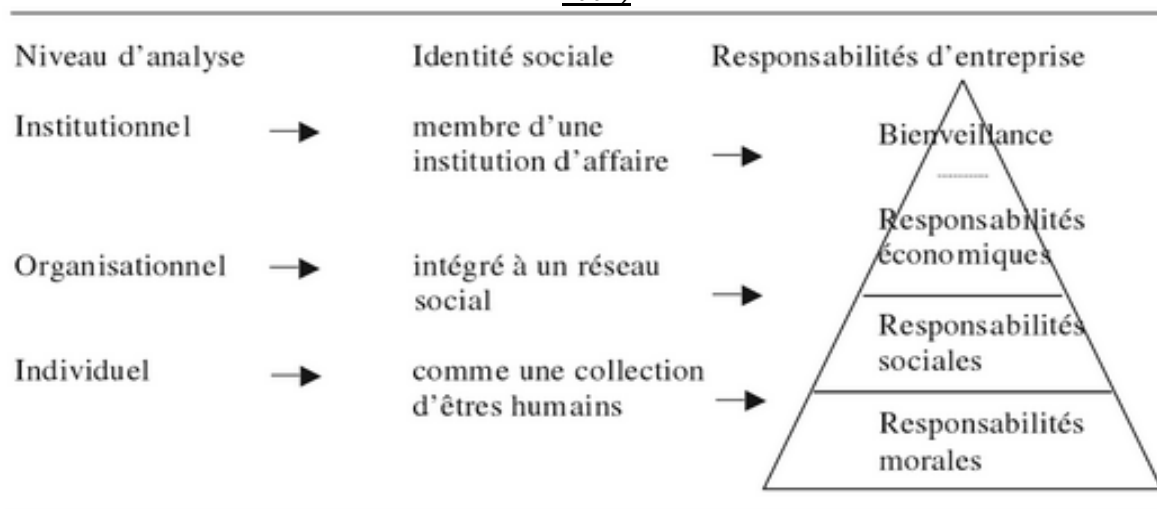 Niveau d'analyse Identité sociale Responsabilités d'entreprise
Institutionnel membre d'une
institution d'affaire
Bienveillance
Organisationnel intégré à un réseau
social
Responsabilités
économiques
Individuel comme une collection
d'êtres humains
Responsabilités
sociales
Responsabilités
morales